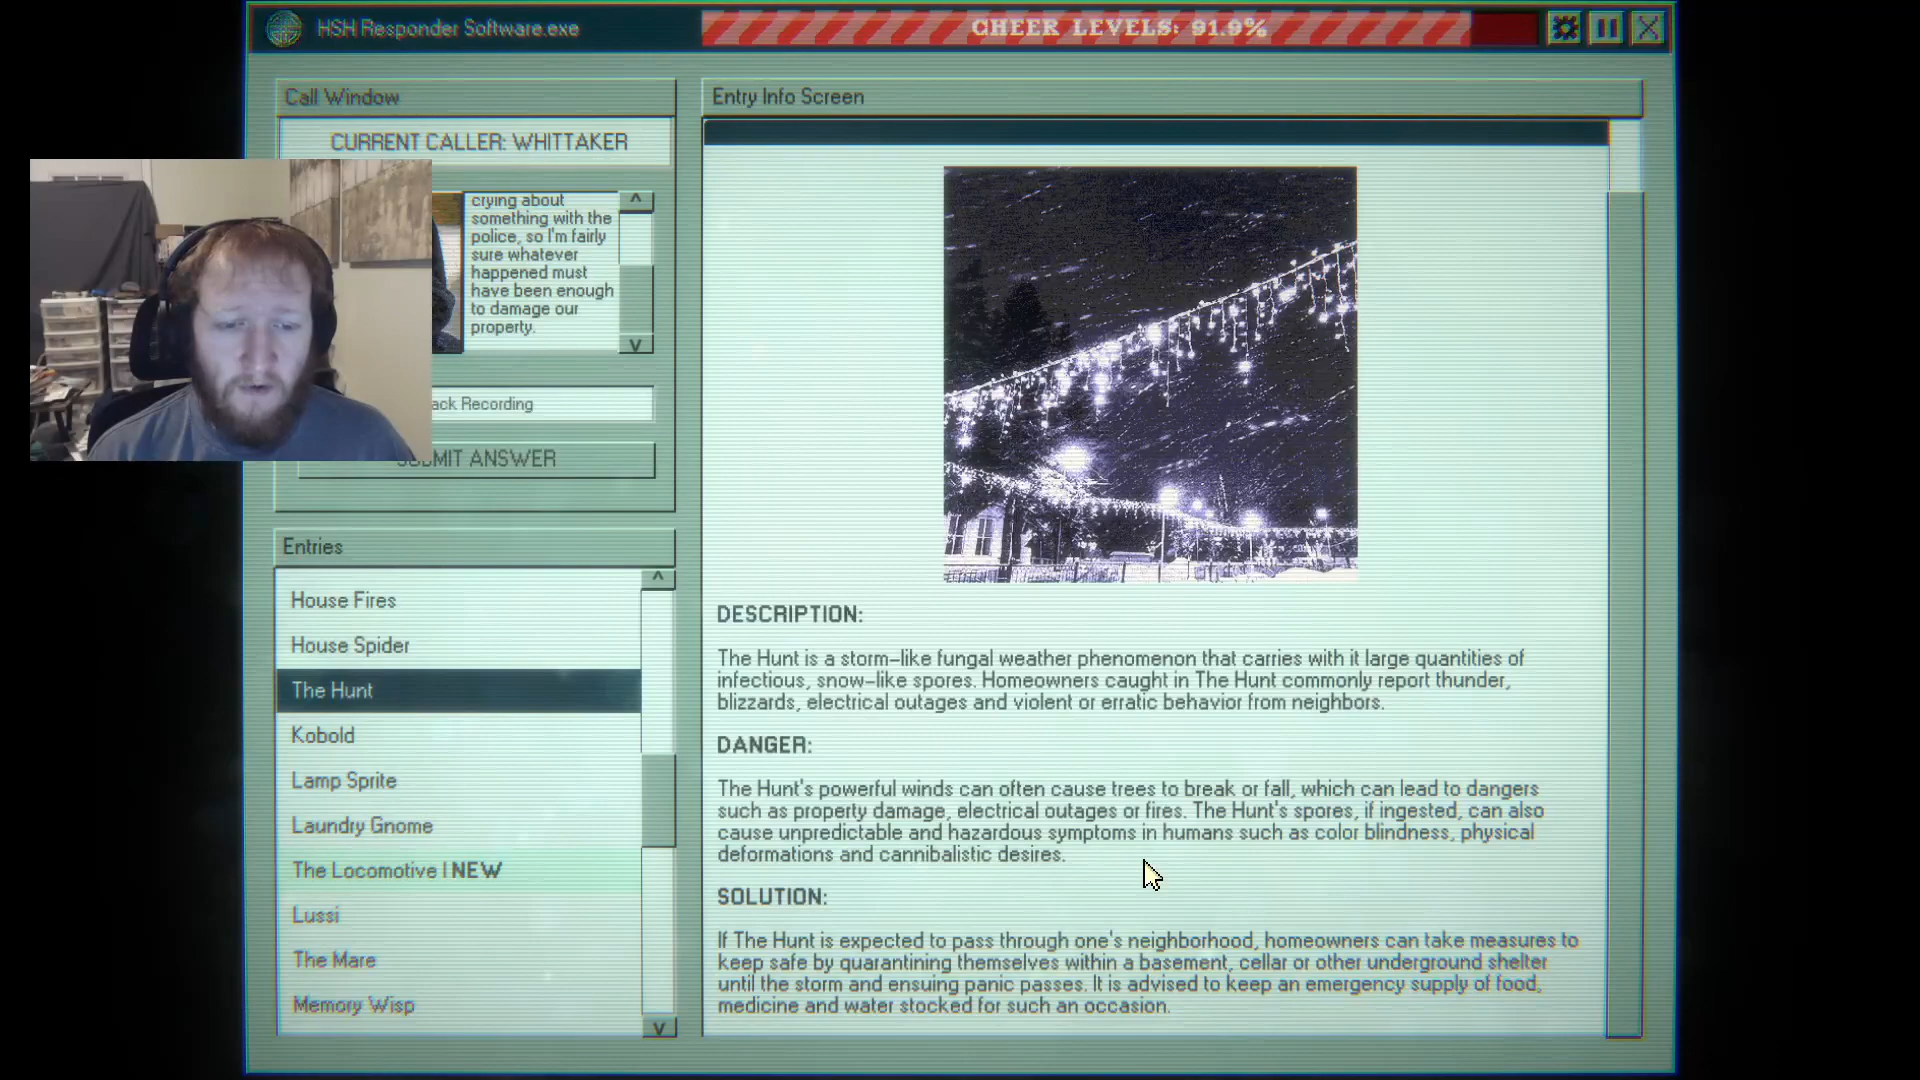 HSH Responder Software.exe
CHEER LEVELS: 91.9%
Call Window
CURRENT CALLER: WHITTAKER
crying about
something with the
police, so I'm fairly
sure whatever
happened must
have been enough
to damage our
property.
ack Recording
SUBMIT ANSWER
Entries
House Fires
House Spider
The Hunt
Kobold
Lamp Sprite
Laundry Gnome
The Locomotive | NEW
Lussi
The Mare
Memory Wisp
Entry Info Screen
DESCRIPTION:
The Hunt is a storm-like fungal weather phenomenon that carries with it large quantities of
infectious, snow-like spores. Homeowners caught in The Hunt commonly report thunder,
blizzards, electrical outages and violent or erratic behavior from neighbors.
DANGER:
The Hunt's powerful winds can often cause trees to break or fall, which can lead to dangers
such as property damage, electrical outages or fires. The Hunt's spores, if ingested, can also
cause unpredictable and hazardous symptoms in humans such as color blindness, physical
deformations and cannibalistic desires.
SOLUTION:
If The Hunt is expected to pass through one's neighborhood, homeowners can take measures to
keep safe by quarantining themselves within a basement, cellar or other underground shelter
until the storm and ensuing panic passes. It is advised to keep an emergency supply of food,
medicine and water stocked for such an occasion.